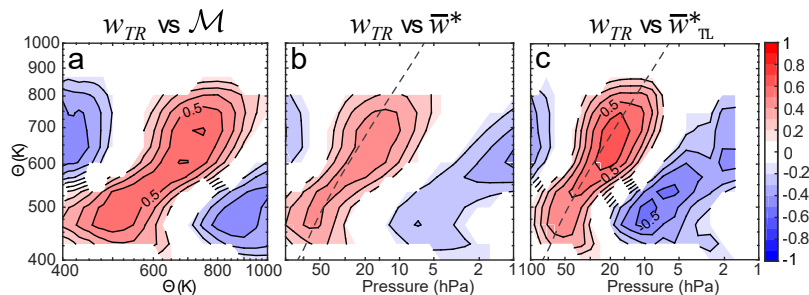 w_TR vs ℳ w_TR vs w̄* w_TR vs w̄*_TL
a b c
1000 900 800 700 600 500 400
Θ(K)
0.5 0.5
0.5 0.5 -0.5
400 600 800 1000
Θ(K)
50 20 10 5 2 1
Pressure (hPa)
100 50 20 10 5 2 1
Pressure (hPa)
1 0.8 0.6 0.4 0.2 0 -0.2 -0.4 -0.6 -0.8 -1